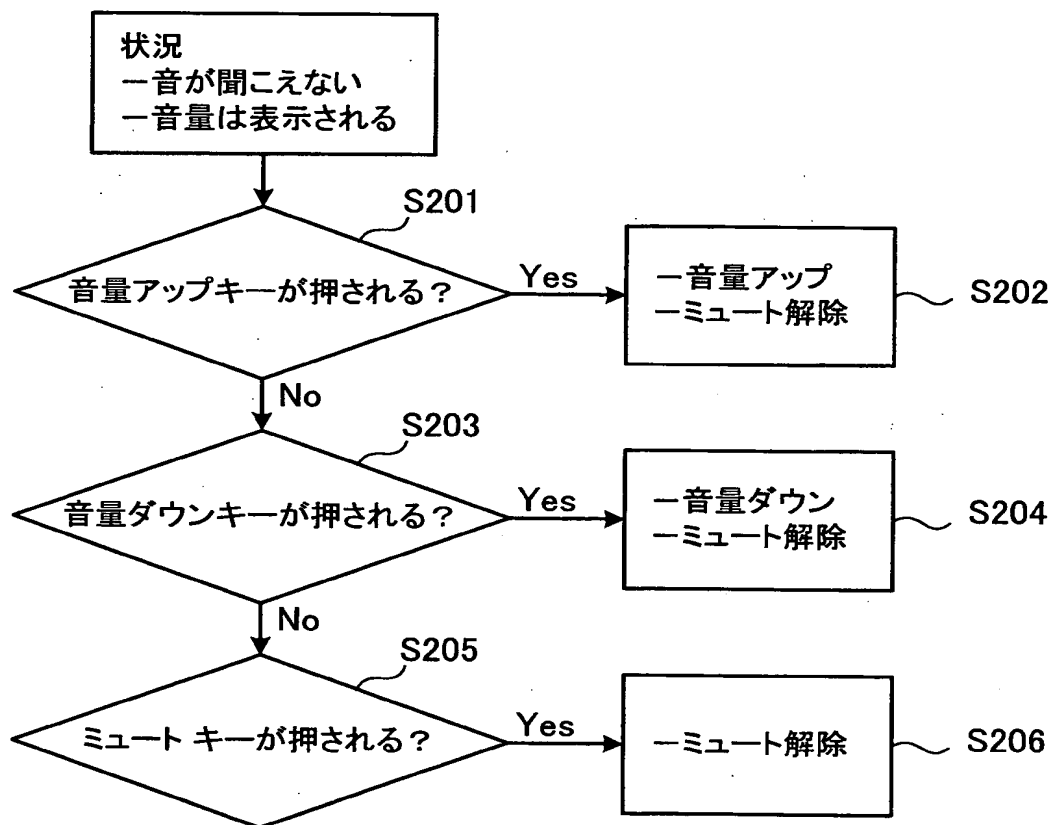 状況
ー音が聞こえない
ー音量は表示される
S201
音量アップキーが押される？
Yes
ー音量アップ
ーミュート解除
S202
No
S203
音量ダウンキーが押される？
Yes
ー音量ダウン
ーミュート解除
S204
No
S205
ミュート キーが押される？
Yes
ーミュート解除
S206